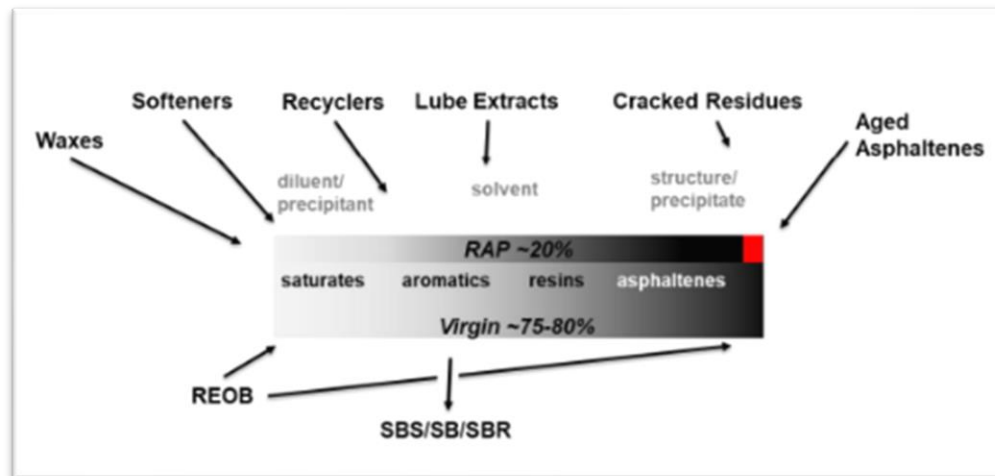 Softeners
Recyclers
Lube Extracts
Cracked Residues
Waxes
Aged
Asphaltenes
diluent/
precipitant
solvent
structure/
precipitate
RAP ~20%
saturates
aromatics
resins
asphaltenes
Virgin ~75-80%
REOB
SBS/SB/SBR